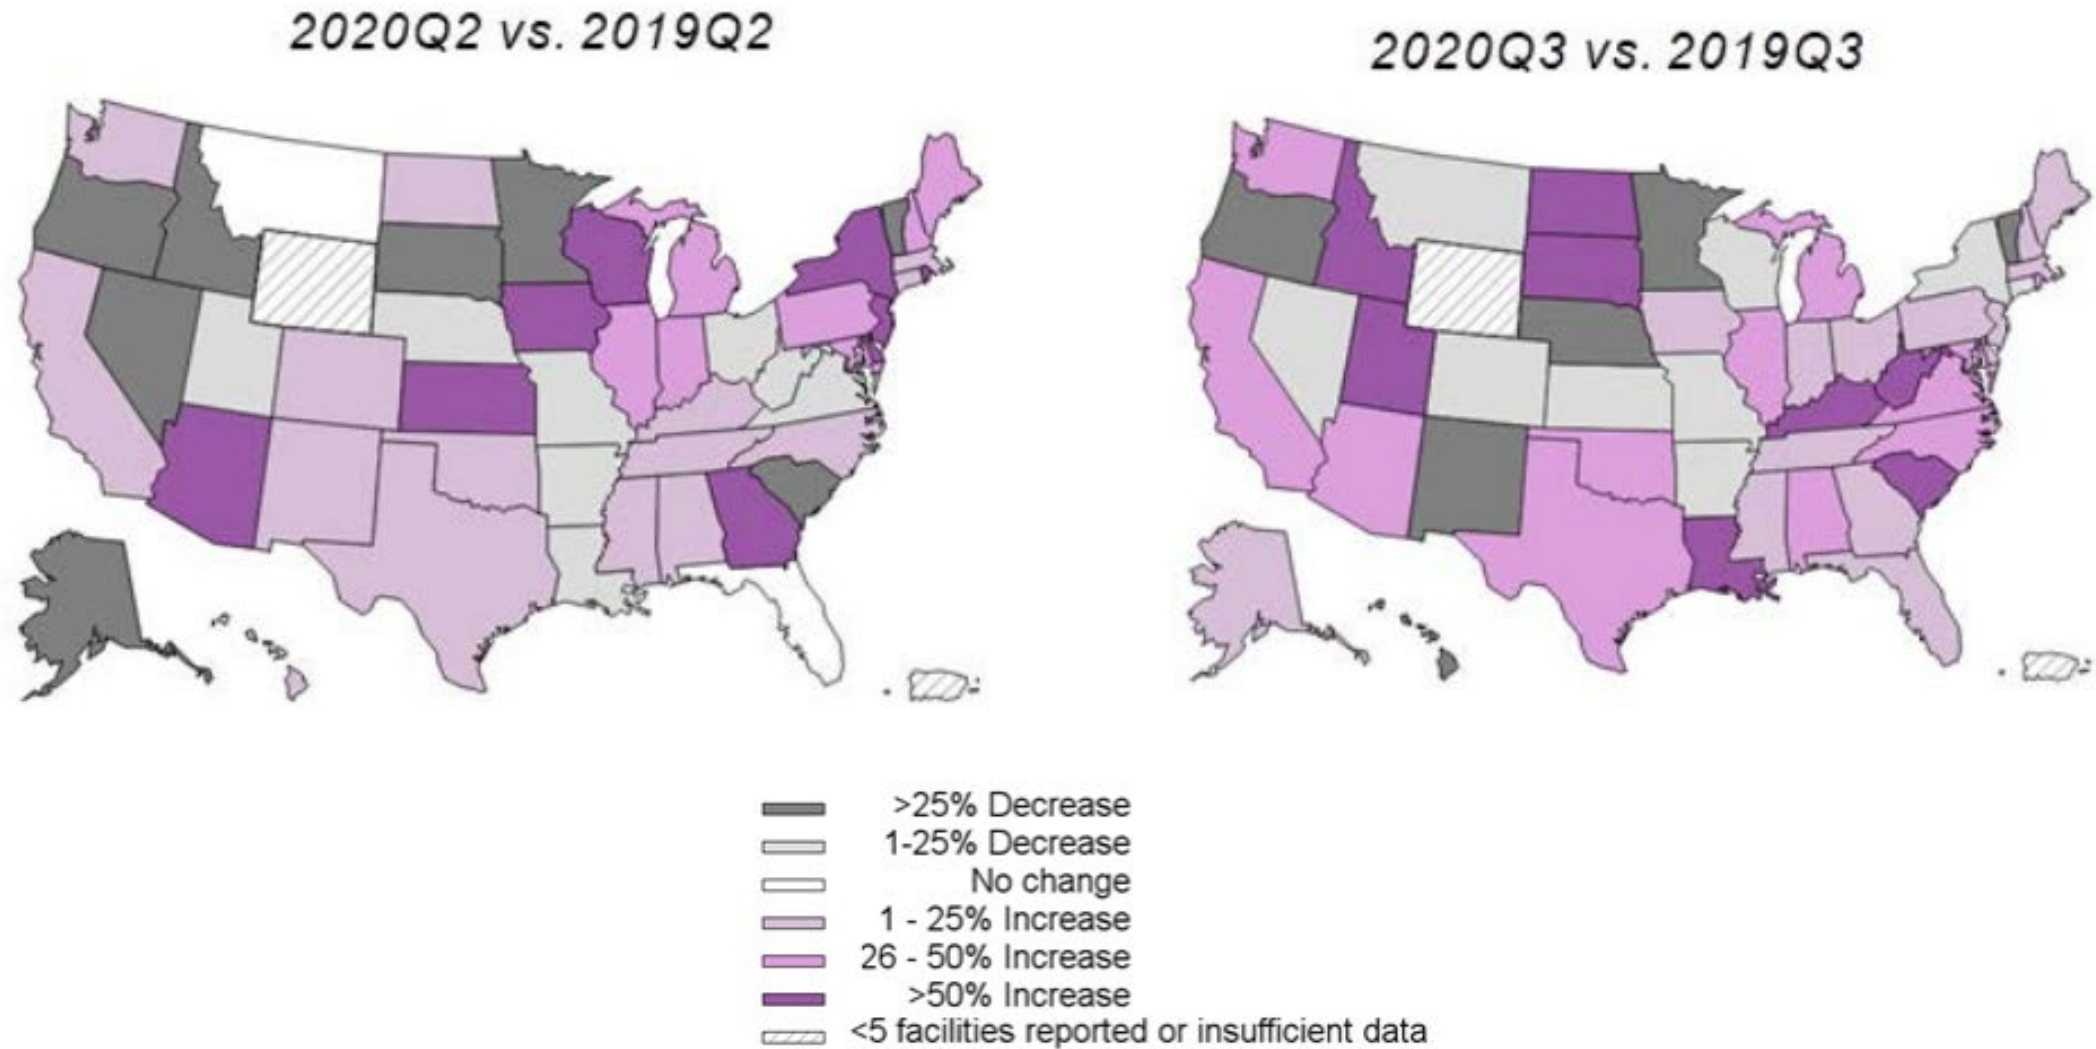 2020Q2 vs. 2019Q2
2020Q3 vs. 2019Q3
>25% Decrease
1-25% Decrease
No change
1 - 25% Increase
26 - 50% Increase
>50% Increase
<5 facilities reported or insufficient data